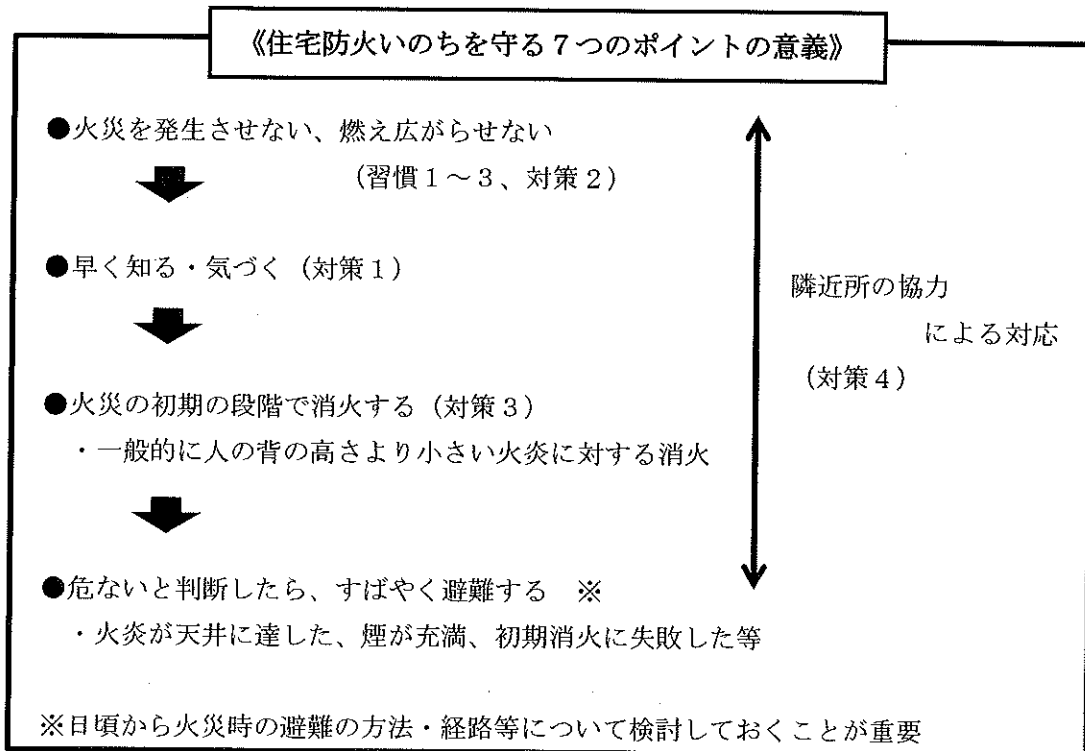 《住宅防火いのちを守る７つのポイントの意義》
●火災を発生させない、燃え広がらせない
（習慣１～３、対策２）
●早く知る・気づく（対策１）
●火災の初期の段階で消火する（対策３）
・一般的に人の背の高さより小さい火炎に対する消火
●危ないと判断したら、すばやく避難する　※
・火炎が天井に達した、煙が充満、初期消火に失敗した等
隣近所の協力
による対応
（対策４）
※日頃から火災時の避難の方法・経路等について検討しておくことが重要